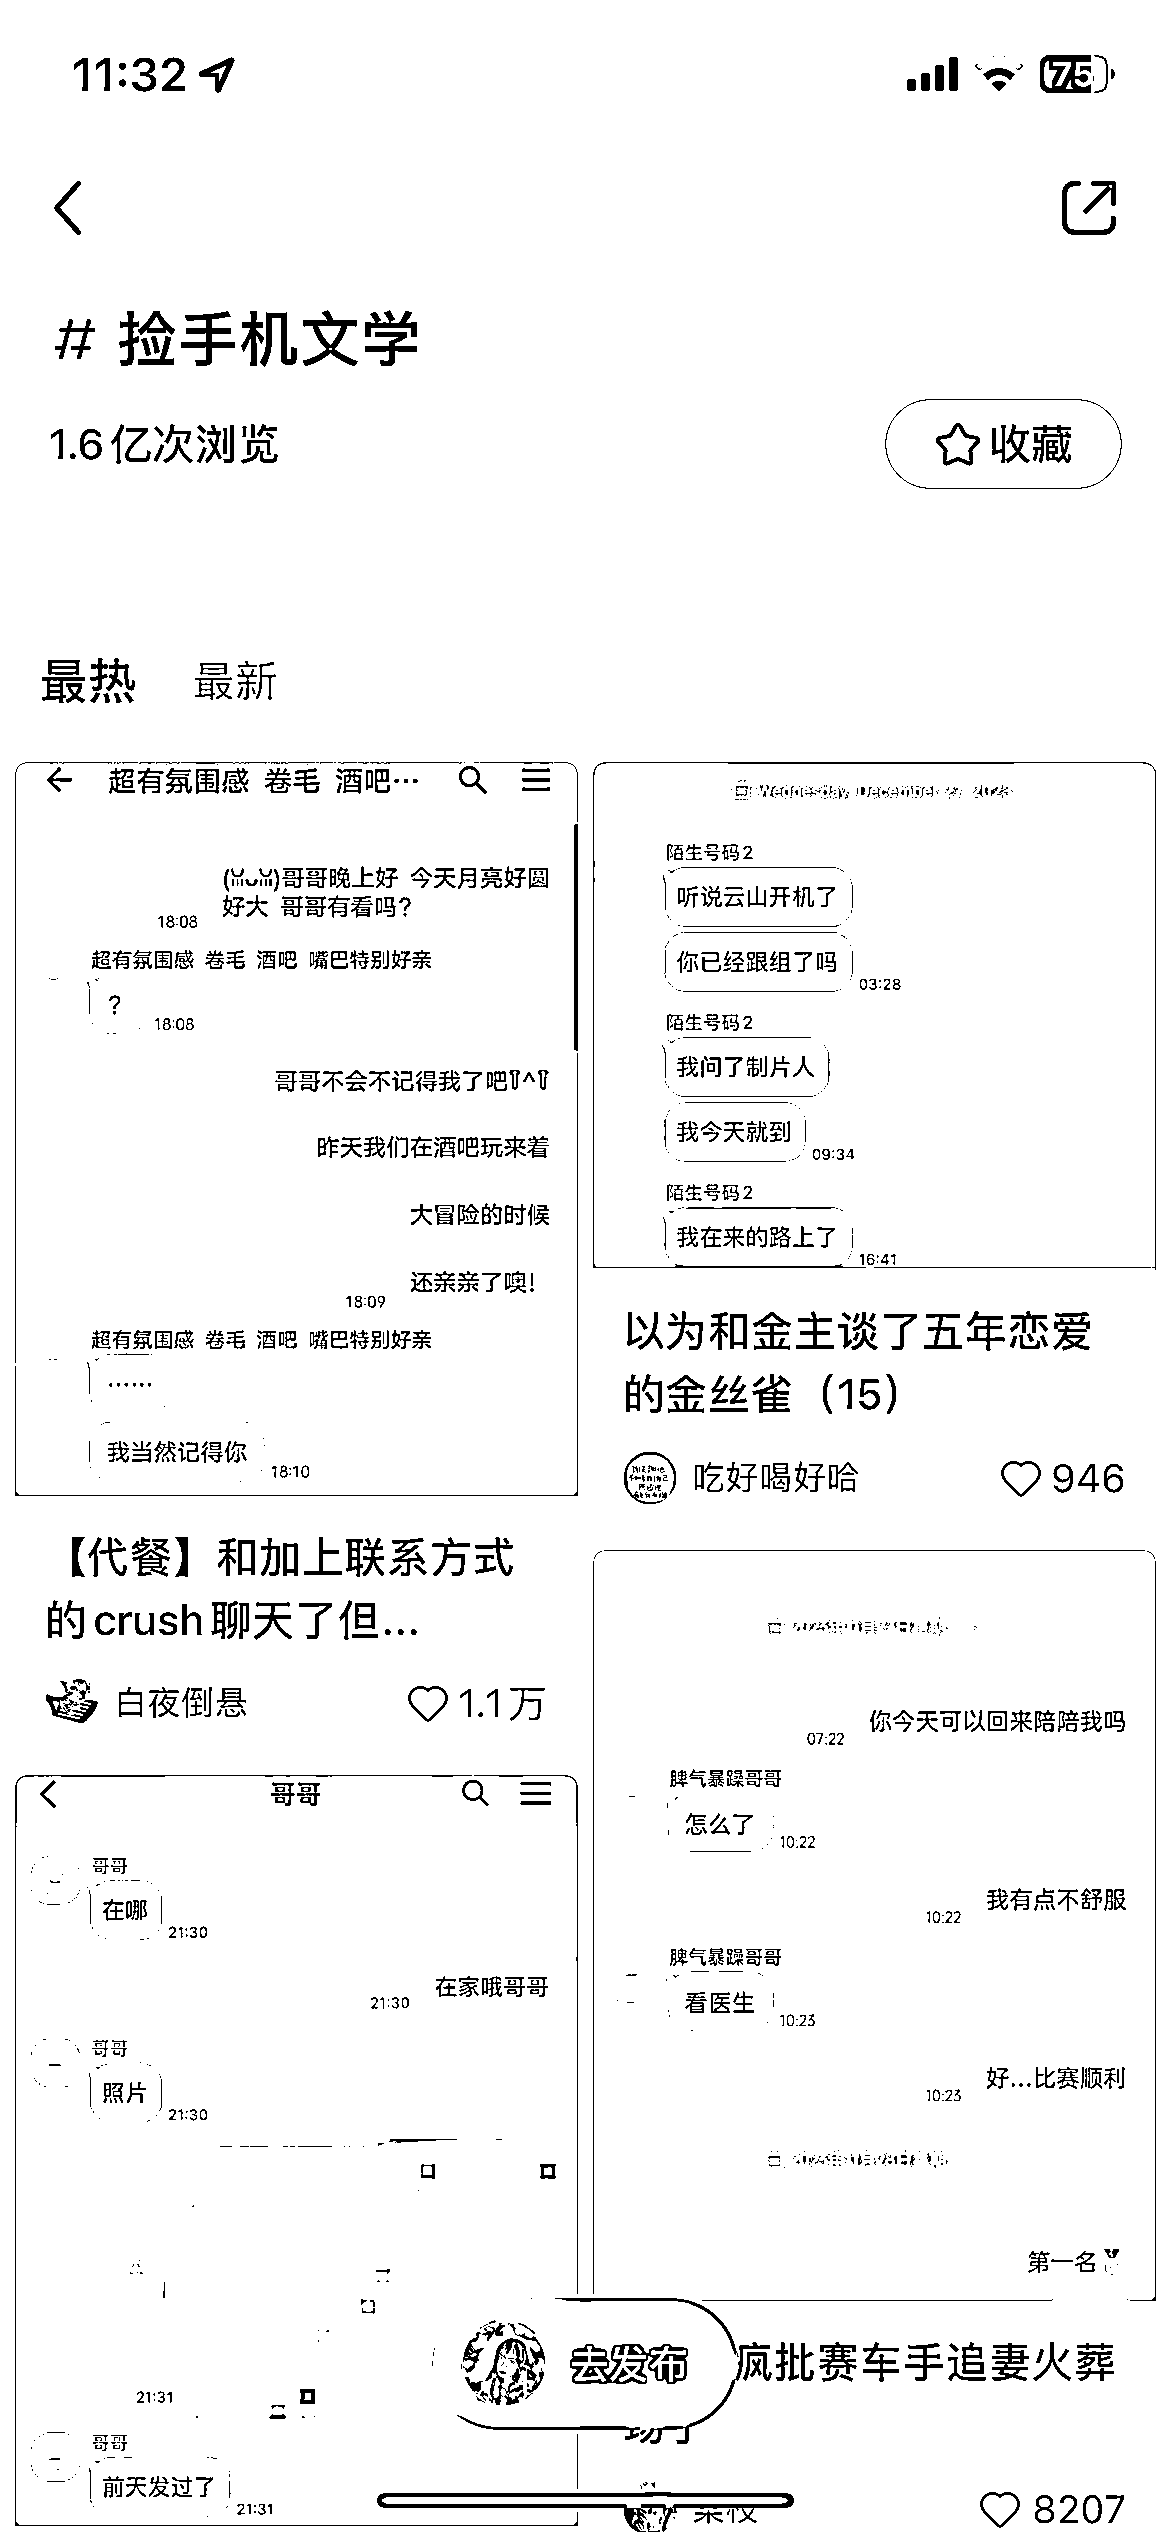 11:32
75
# 捡手机文学
1.6亿次浏览
收藏
最热 最新
超有氛围感 卷毛 酒吧…
哥哥晚上好 今天月亮好圆
好大 哥哥有看吗?
18:08
超有氛围感 卷毛 酒吧 嘴巴特别好亲
?
18:08
哥哥不会不记得我了吧
昨天我们在酒吧玩来着
大冒险的时候
还亲亲了噢!
18:09
超有氛围感 卷毛 酒吧 嘴巴特别好亲
……
我当然记得你
18:10
【代餐】和加上联系方式
的crush聊天了但...
白夜倒悬
1.1万
陌生号码2
听说云山开机了
你已经跟组了吗
03:28
陌生号码2
我问了制片人
我今天就到
09:34
陌生号码2
我在来的路上了
16:41
以为和金主谈了五年恋爱
的金丝雀（15）
吃好喝好哈
946
哥哥
哥哥
在哪
21:30
在家哦哥哥
21:30
哥哥
照片
21:30
21:31
哥哥
前天发过了
21:31
你今天可以回来陪陪我吗
07:22
脾气暴躁哥哥
怎么了
10:22
我有点不舒服
10:22
脾气暴躁哥哥
看医生
10:23
好...比赛顺利
10:23
第一名
疯批赛车手追妻火葬
8207
去发布